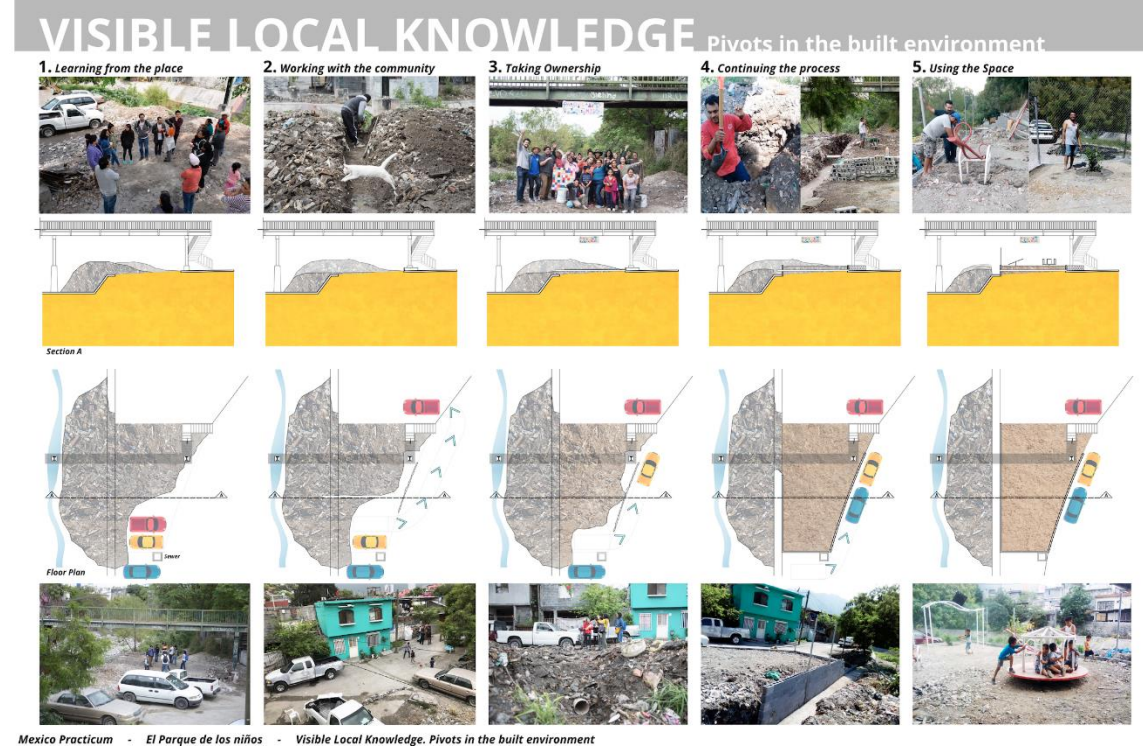 VISIBLE LOCAL KNOWLEDGE Pivots in the built environment
1. Learning from the place
2. Working with the community
3. Taking Ownership
4. Continuing the process
5. Using the Space
Section A
Sewer
Floor Plan
Mexico Practicum - El Parque de los niños - Visible Local Knowledge. Pivots in the built environment